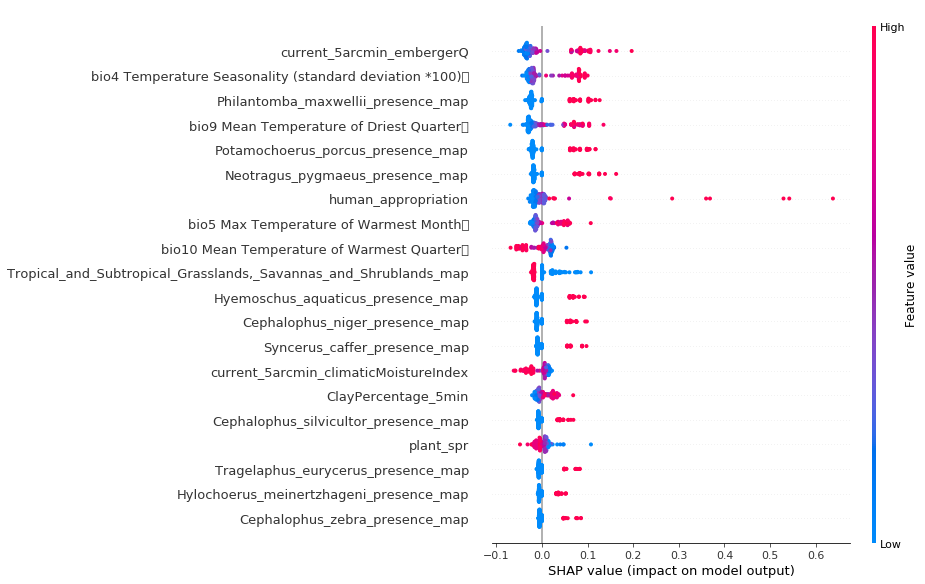 High
current_5arcmin_embergerQ
bio4 Temperature Seasonality (standard deviation *100)
Philantomba_maxwellii_presence_map
bio9 Mean Temperature of Driest Quarter
Potamochoerus_porcus_presence_map
Neotragus_pygmaeus_presence_map
human_appropriation
bio5 Max Temperature of Warmest Month
bio10 Mean Temperature of Warmest Quarter
Tropical_and_Subtropical_Grasslands,_Savannas_and_Shrublands_map
Hyemoschus_aquaticus_presence_map
Cephalophus_niger_presence_map
Syncerus_caffer_presence_map
current_5arcmin_climaticMoistureIndex
ClayPercentage_5min
Cephalophus_silvicultor_presence_map
plant_spr
Tragelaphus_eurycerus_presence_map
Hylochoerus_meinertzhageni_presence_map
Cephalophus_zebra_presence_map
Feature value
Low
−0.1 0.0 0.1 0.2 0.3 0.4 0.5 0.6
SHAP value (impact on model output)